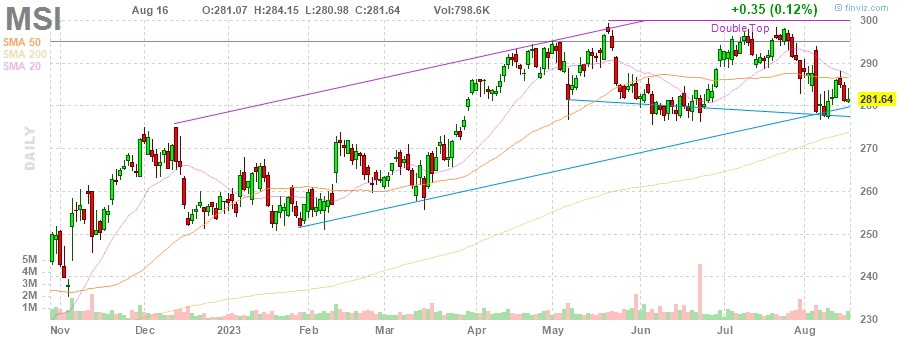 MSI Aug 16 O:281.07 H:284.15 L:280.98 C:281.64 Vol:798.6K +0.35 (0.12%) © finviz.com
SMA 50
SMA 200
SMA 20
Double Top
300
290
281.64
280
270
260
250
240
230
DAILY
5M
4M
3M
2M
1M
Nov Dec 2023 Feb Mar Apr May Jun Jul Aug